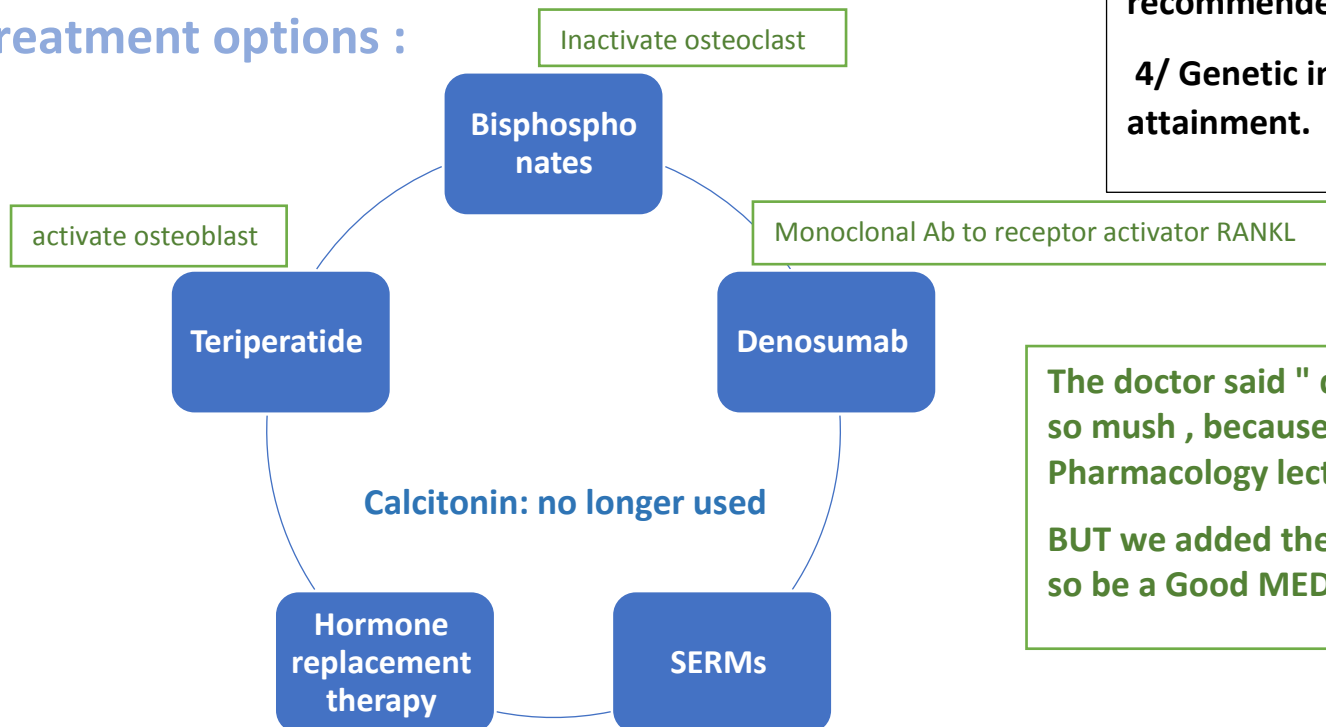 reatment options :
Inactivate osteoclast
recommende
4/ Genetic in
attainment.
Bisphospho
nates
activate osteoblast
Monoclonal Ab to receptor activator RANKL
Teriperatide
Denosumab
The doctor said " d
so mush , because
Pharmacology lect
BUT we added the
so be a Good MED
Calcitonin: no longer used
Hormone
replacement
therapy
SERMs